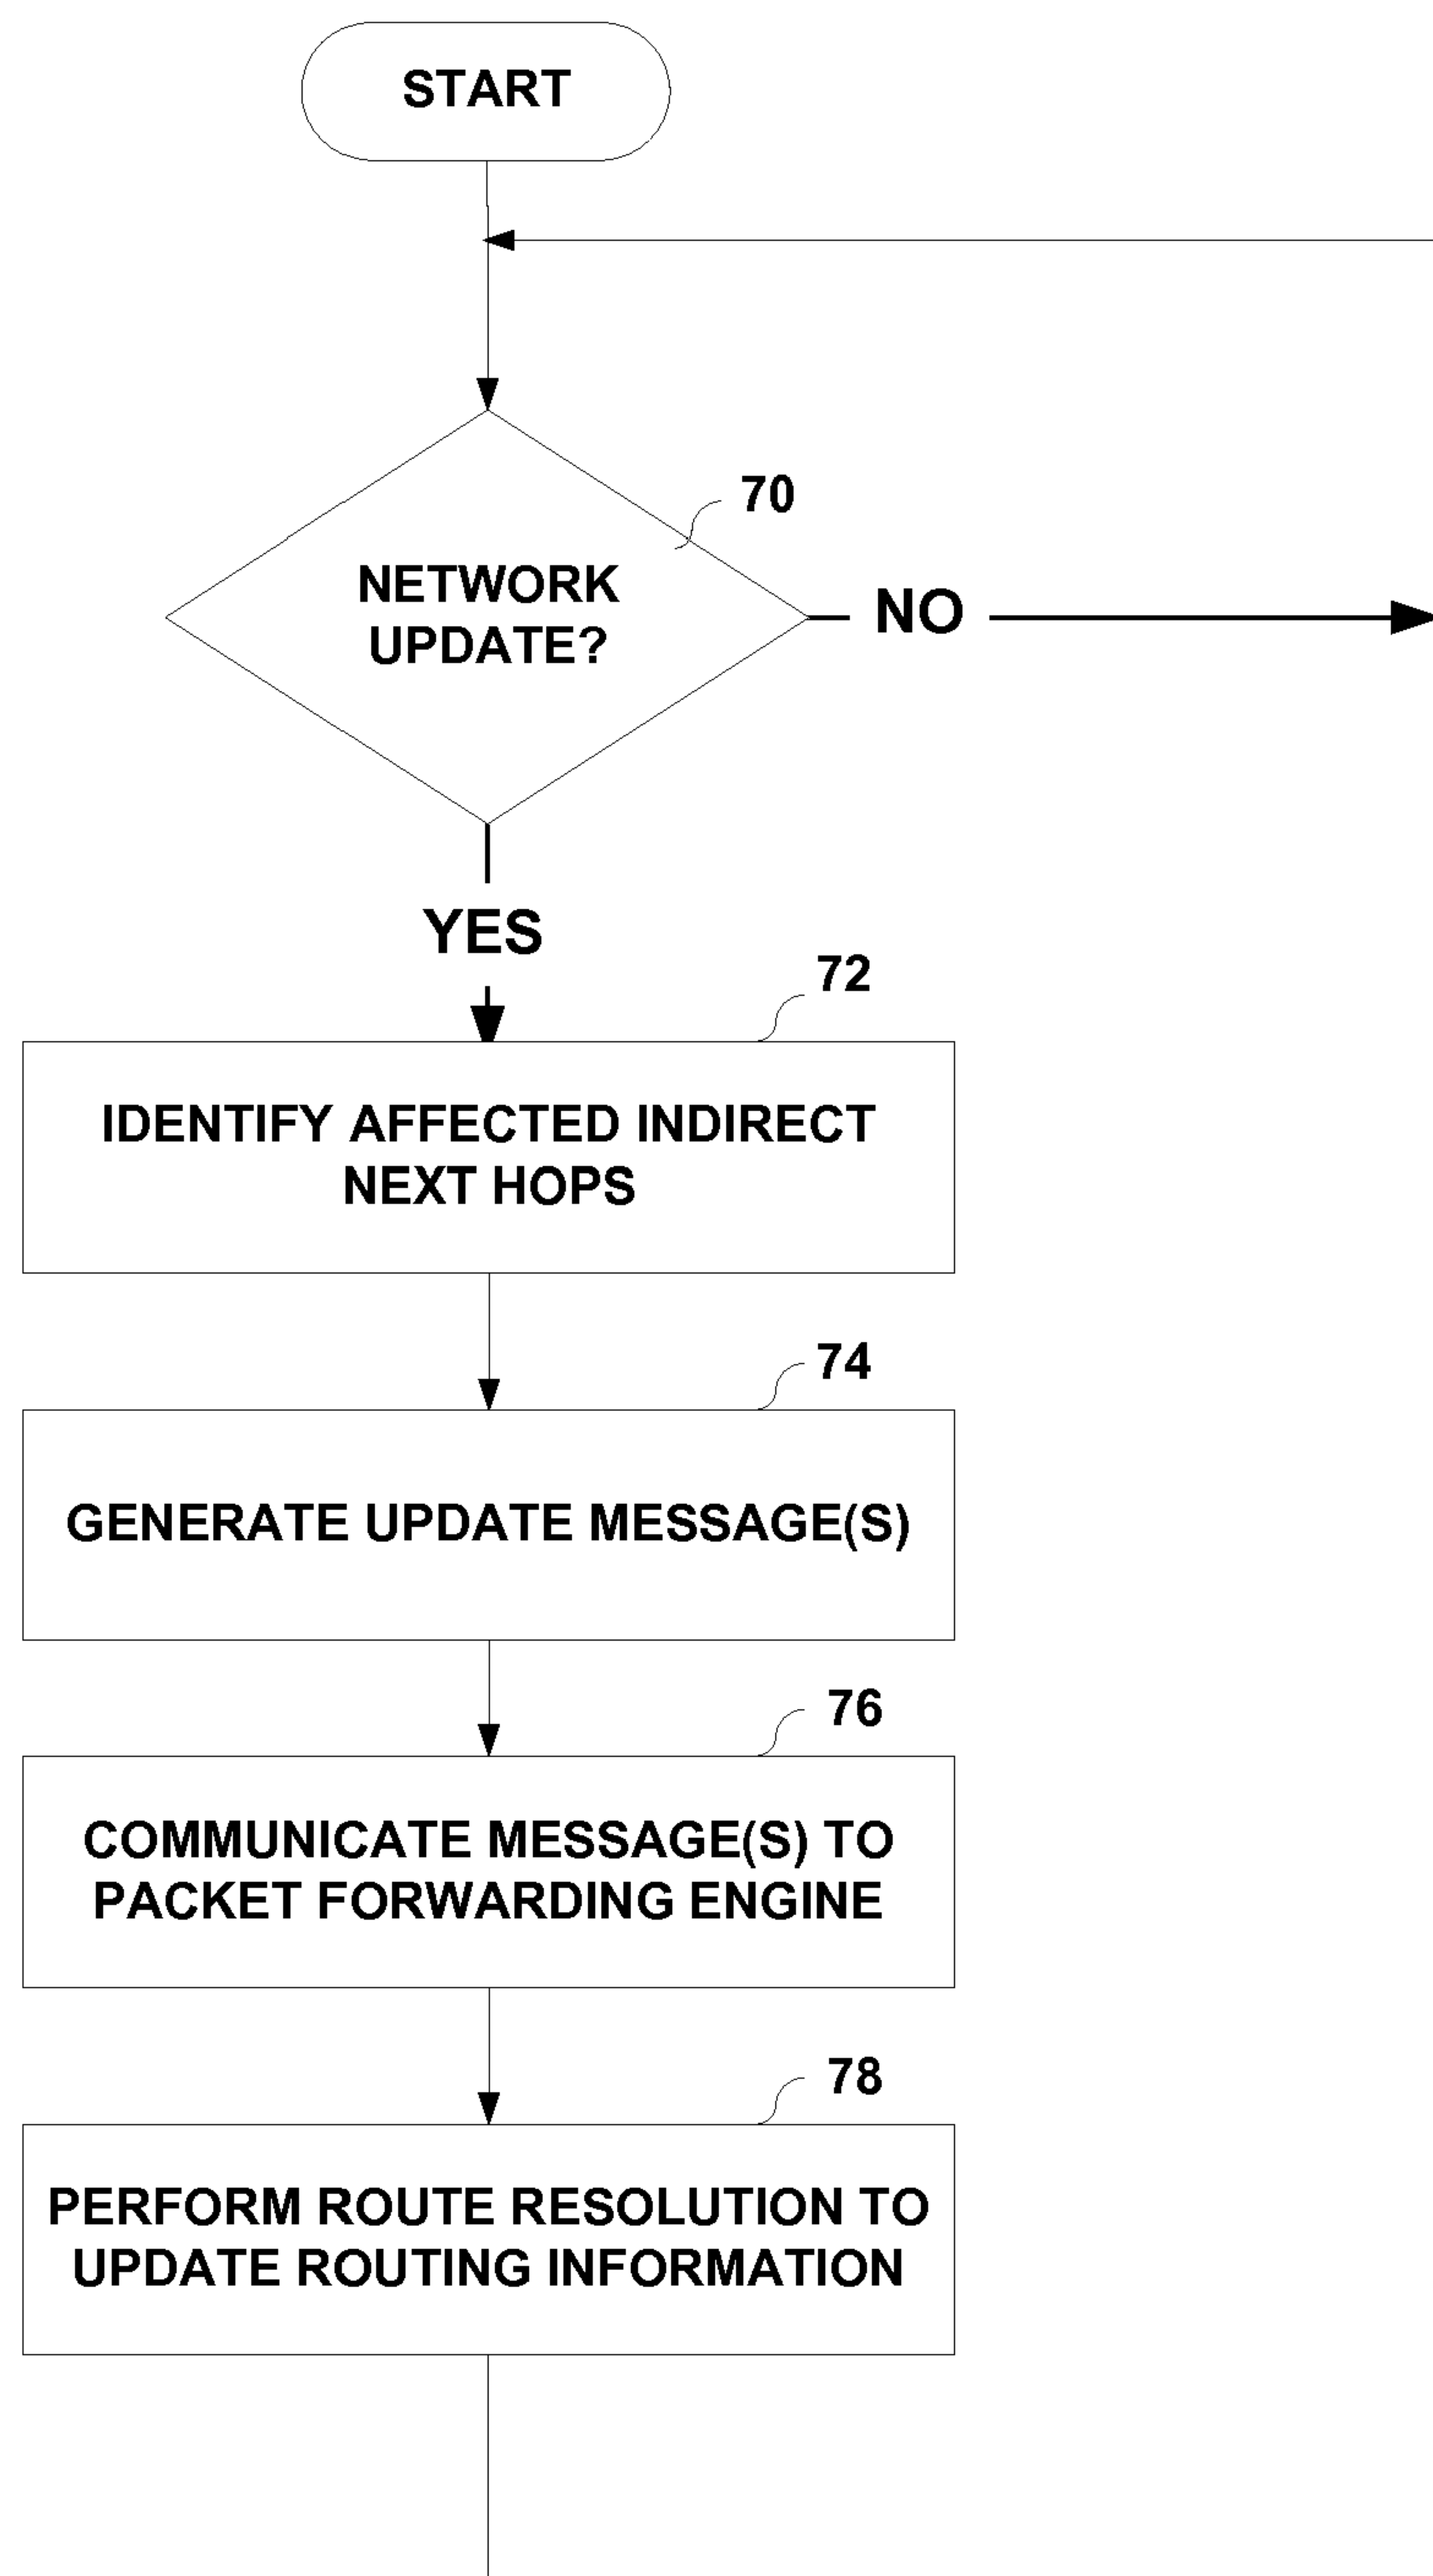 START
70
NETWORK
UPDATE?
NO
YES
72
IDENTIFY AFFECTED INDIRECT
NEXT HOPS
74
GENERATE UPDATE MESSAGE(S)
76
COMMUNICATE MESSAGE(S) TO
PACKET FORWARDING ENGINE
78
PERFORM ROUTE RESOLUTION TO
UPDATE ROUTING INFORMATION